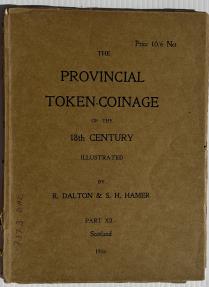 Price 10/6 Net
THE
PROVINCIAL
TOKEN-COINAGE
OF THE
18th CENTURY
ILLUSTRATED
BY
R. DALTON & S. H. HAMER
PART XII.
Scotland